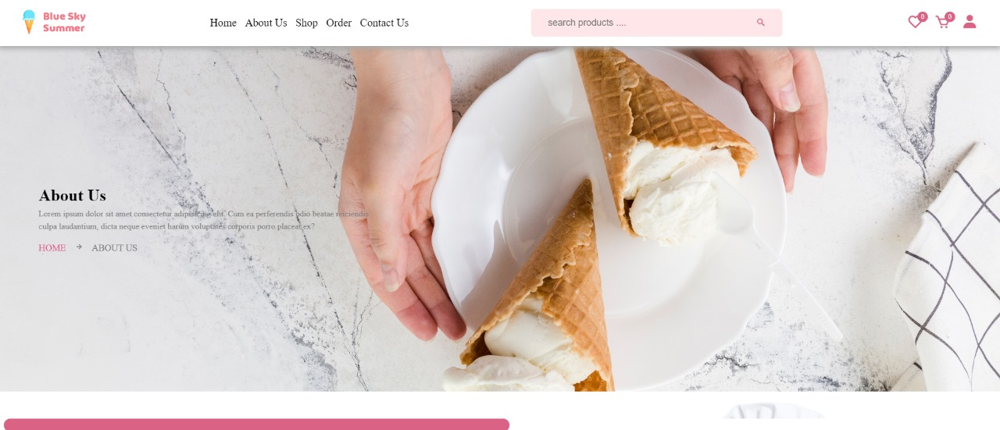 Blue Sky
Summer
Home About Us Shop Order Contact Us
search products ....
0
0
About Us
Lorem ipsum dolor sit amet consectetur adipisicing elit. Cum ea perferendis odio beatae reiciendis
culpa laudantium, dicta neque eveniet harum voluptates corporis porro placeat ex?
HOME ABOUT US